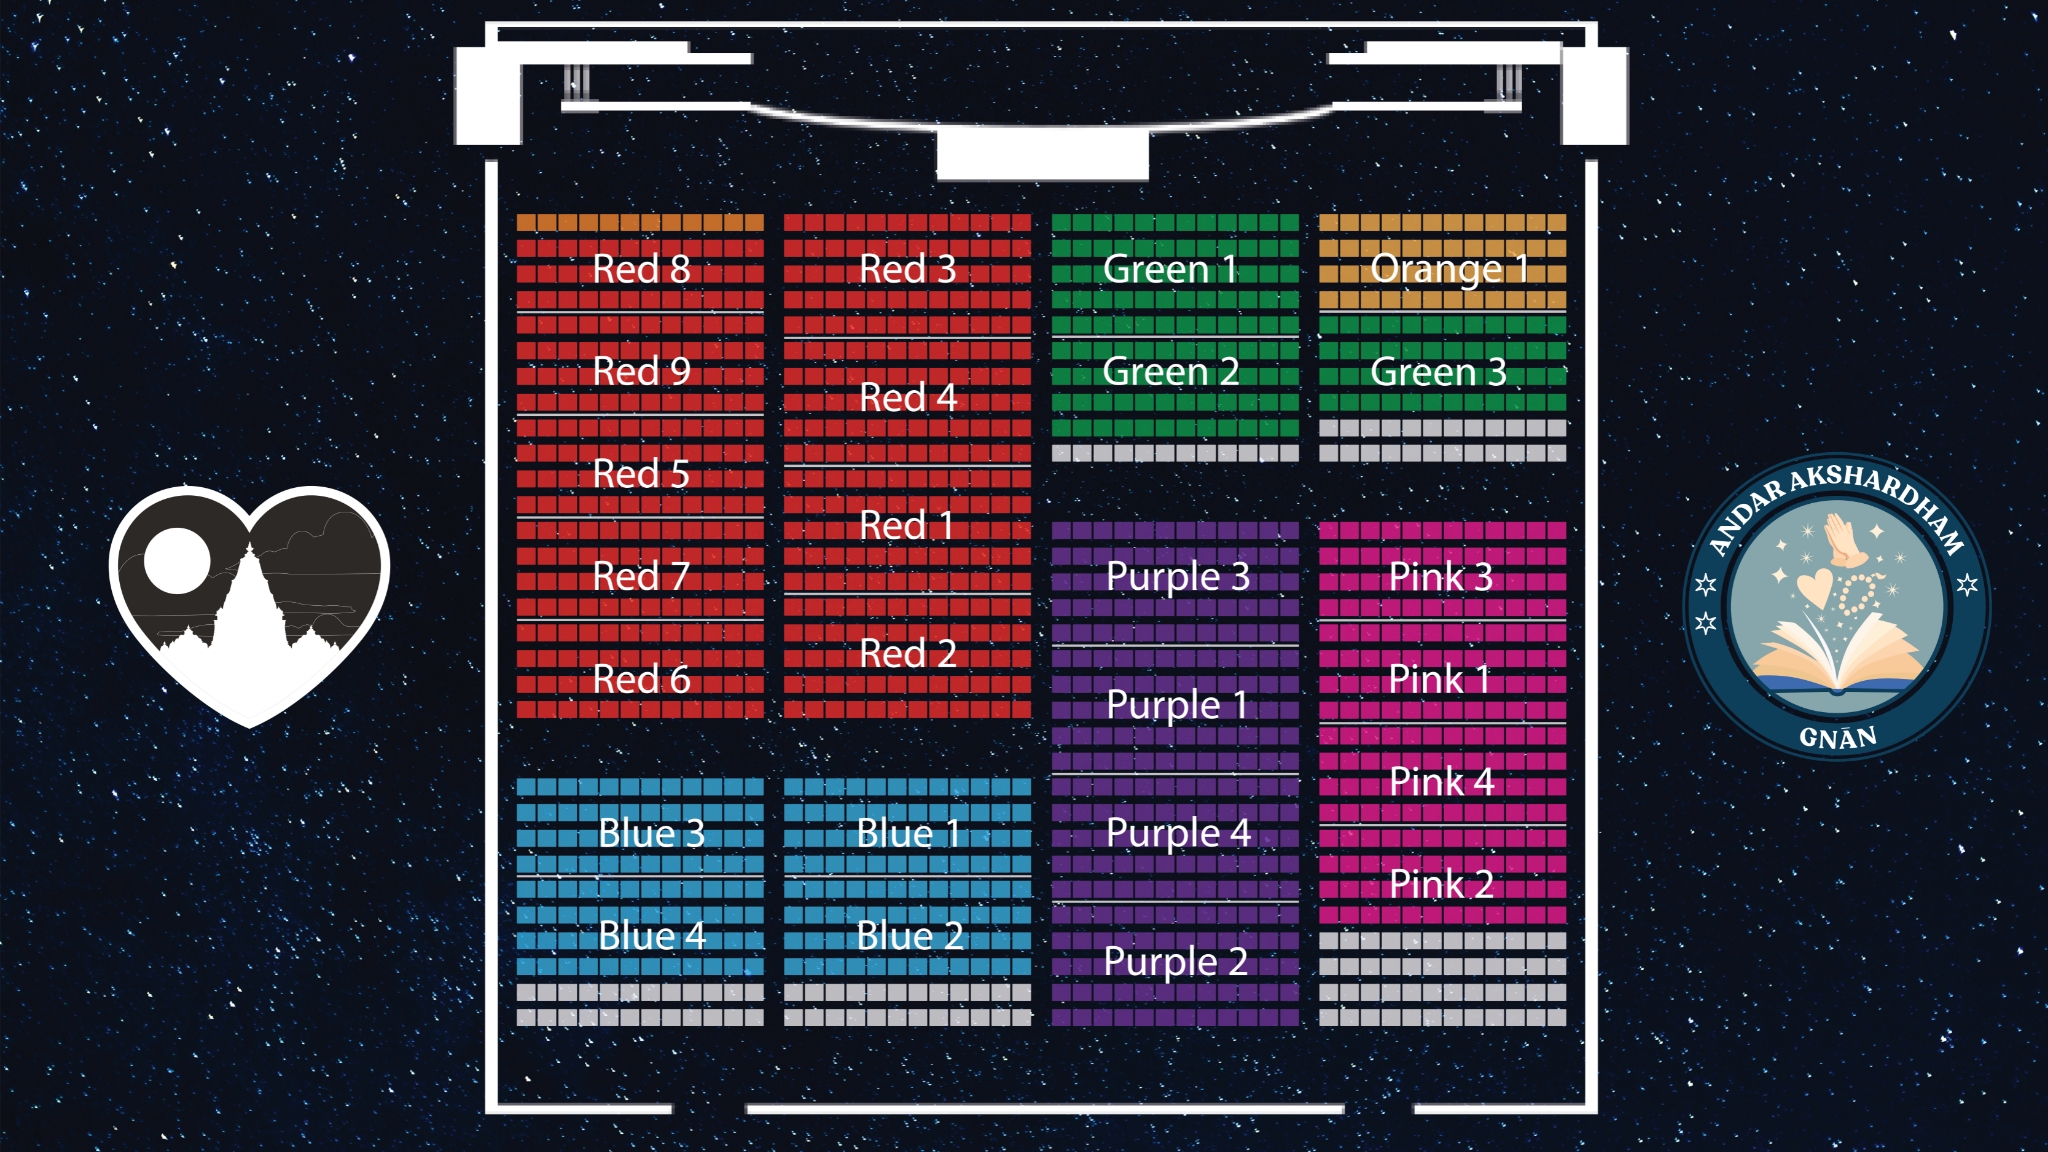 Red 8
Red 3
Green 1
Orange 1
Red 9
Red 4
Green 2
Green 3
Red 5
Red 1
Red 7
Purple 3
Pink 3
Red 6
Red 2
Purple 1
Pink 1
Blue 3
Blue 1
Purple 4
Pink 4
Blue 4
Blue 2
Purple 2
Pink 2
ANDAR AKSHARDHAM
GNĀN